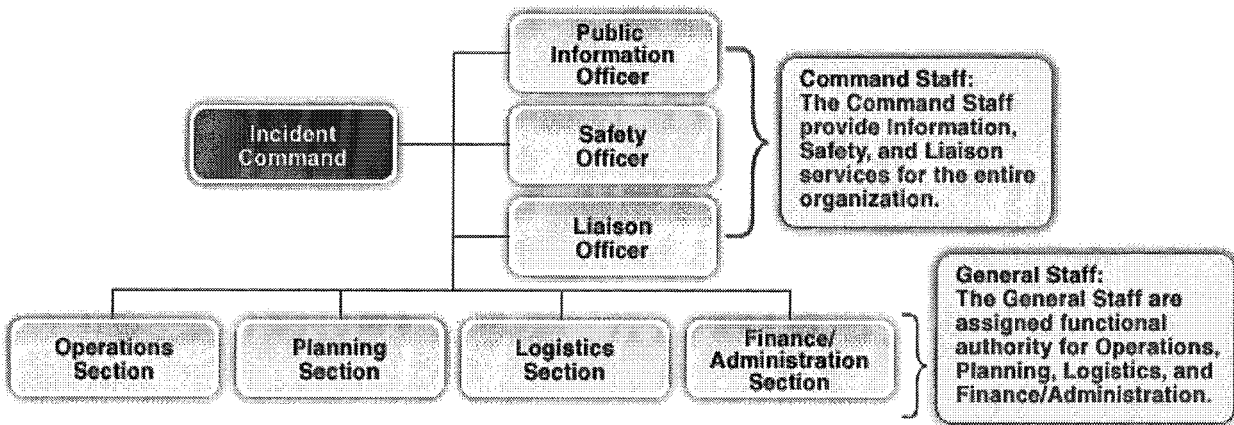 Public
Information
Officer
Command Staff:
The Command Staff
provide Information,
Safety, and Liaison
services for the entire
organization.
Incident
Command
Safety
Officer
Liaison
Officer
General Staff:
The General Staff are
assigned functional
authority for Operations,
Planning, Logistics, and
Finance/Administration.
Operations
Section
Planning
Section
Logistics
Section
Finance/
Administration
Section